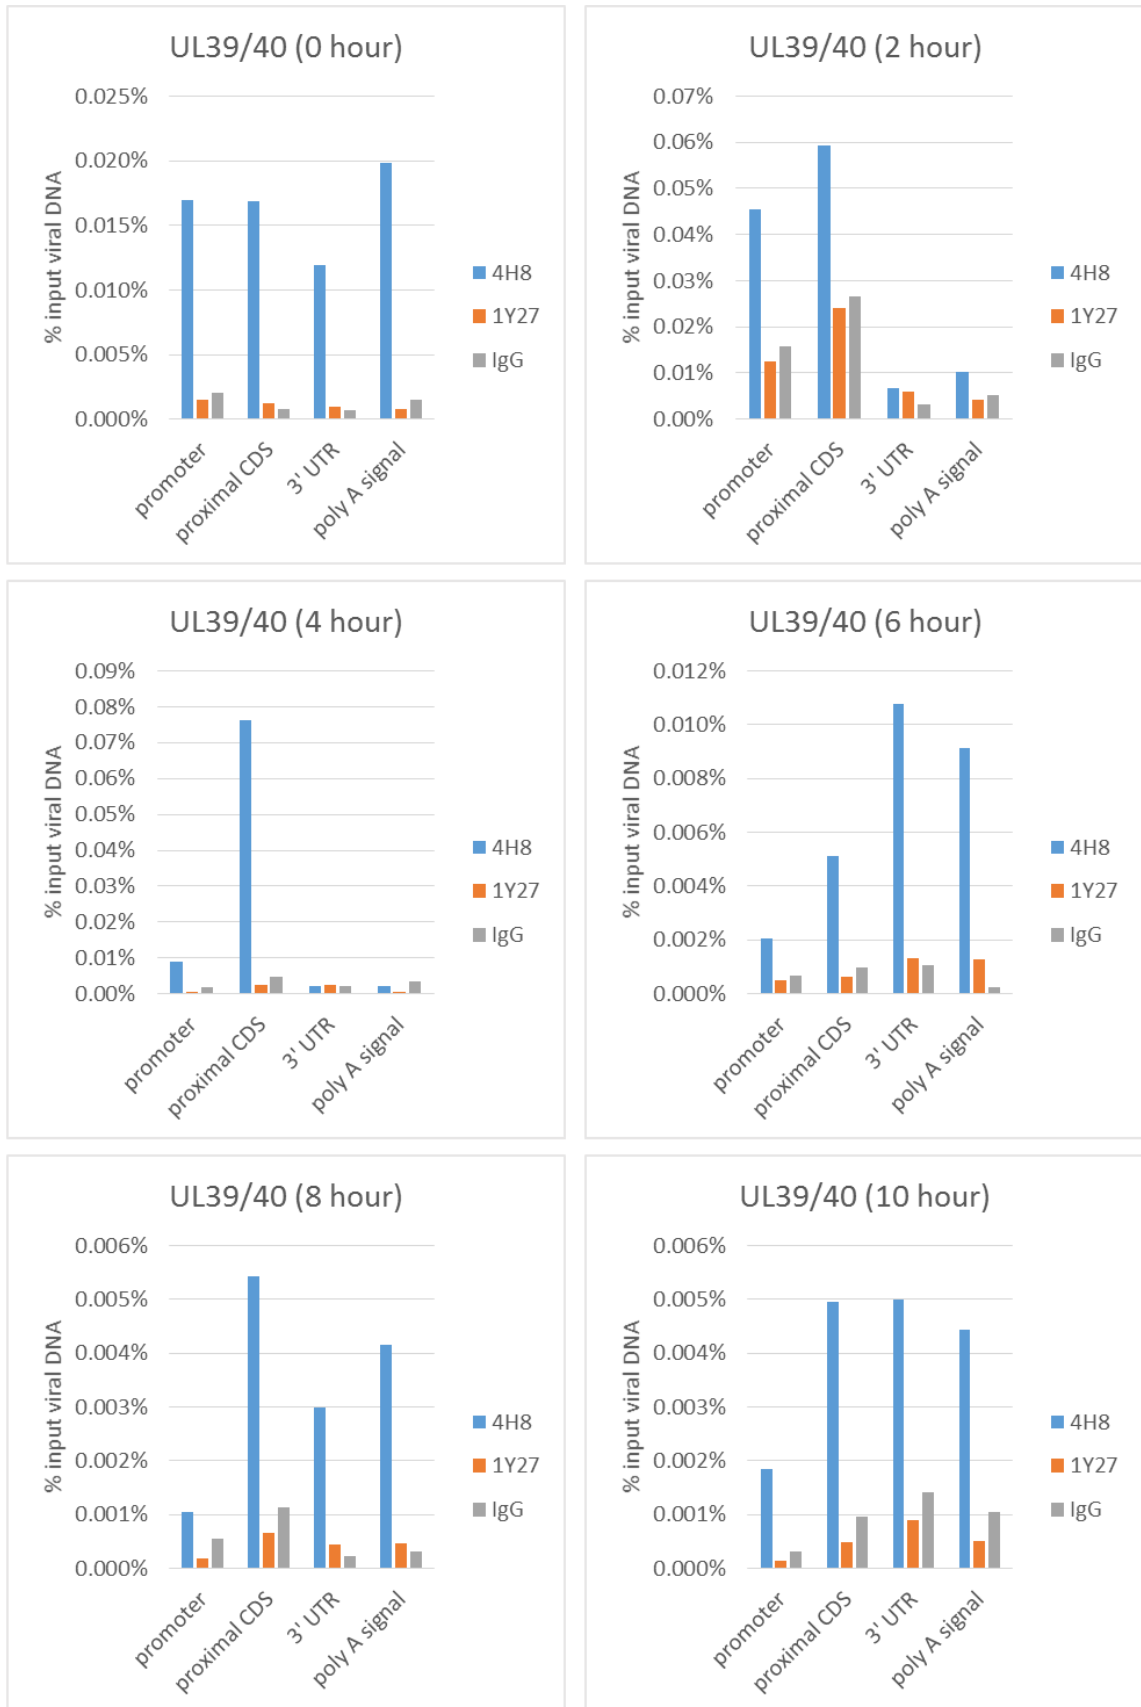 UL39/40 (0 hour)
% input viral DNA
0.025%
0.020%
0.015%
0.010%
0.005%
0.000%
promoter
proximal CDS
3' UTR
poly A signal
4H8
1Y27
IgG
UL39/40 (2 hour)
% input viral DNA
0.07%
0.06%
0.05%
0.04%
0.03%
0.02%
0.01%
0.00%
promoter
proximal CDS
3' UTR
poly A signal
4H8
1Y27
IgG
UL39/40 (4 hour)
% input viral DNA
0.09%
0.08%
0.07%
0.06%
0.05%
0.04%
0.03%
0.02%
0.01%
0.00%
promoter
proximal CDS
3' UTR
poly A signal
4H8
1Y27
IgG
UL39/40 (6 hour)
% input viral DNA
0.012%
0.010%
0.008%
0.006%
0.004%
0.002%
0.000%
promoter
proximal CDS
3' UTR
poly A signal
4H8
1Y27
IgG
UL39/40 (8 hour)
% input viral DNA
0.006%
0.005%
0.004%
0.003%
0.002%
0.001%
0.000%
promoter
proximal CDS
3' UTR
poly A signal
4H8
1Y27
IgG
UL39/40 (10 hour)
% input viral DNA
0.006%
0.005%
0.004%
0.003%
0.002%
0.001%
0.000%
promoter
proximal CDS
3' UTR
poly A signal
4H8
1Y27
IgG